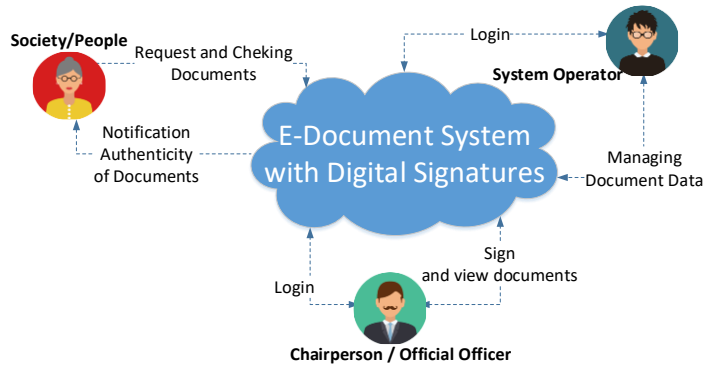 Society/People
Request and Cheking
Documents
Login
System Operator
E-Document System
with Digital Signatures
Notification
Authenticity
of Documents
Managing
Document Data
Login
Sign
and view documents
Chairperson / Official Officer